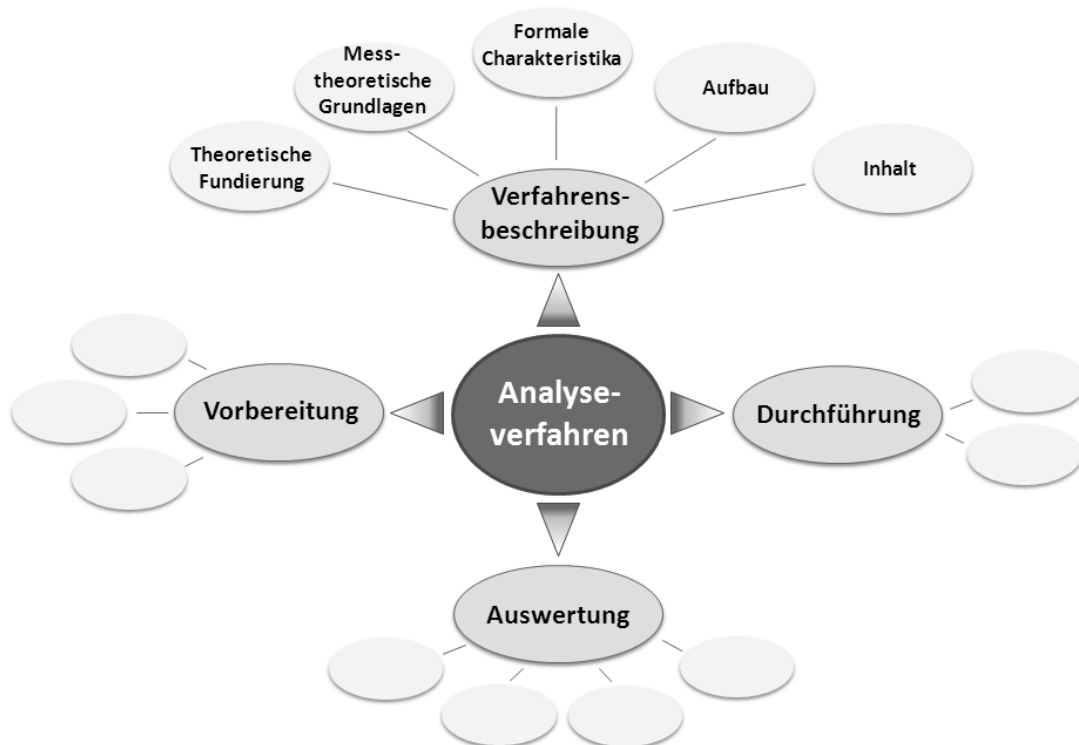 Formale
Charakteristika
Mess-
theoretische
Grundlagen
Aufbau
Theoretische
Fundierung
Inhalt
Verfahrens-
beschreibung
Vorbereitung
Analyse-
verfahren
Durchführung
Auswertung